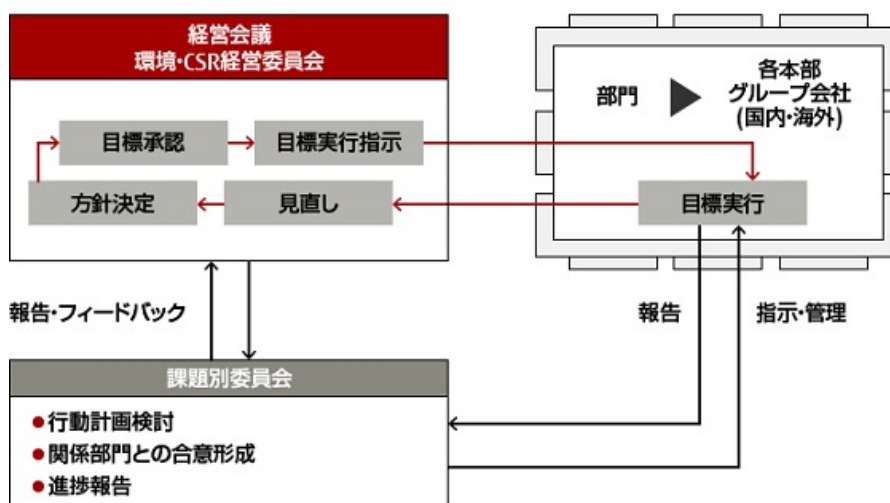 経営会議
環境・CSR経営委員会
目標承認
目標実行指示
方針決定
見直し
部門
各本部
グループ会社
(国内・海外)
目標実行
報告・フィードバック
報告
指示・管理
課題別委員会
●行動計画検討
●関係部門との合意形成
●進捗報告